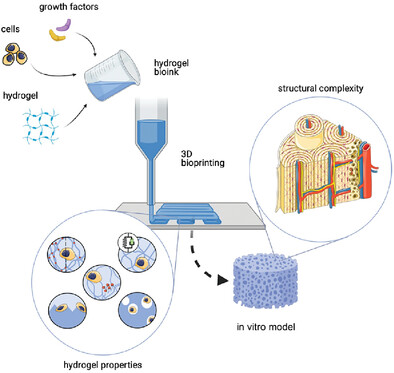 growth factors
cells
hydrogel
bioink
hydrogel
structural complexity
3D
bioprinting
in vitro model
hydrogel properties